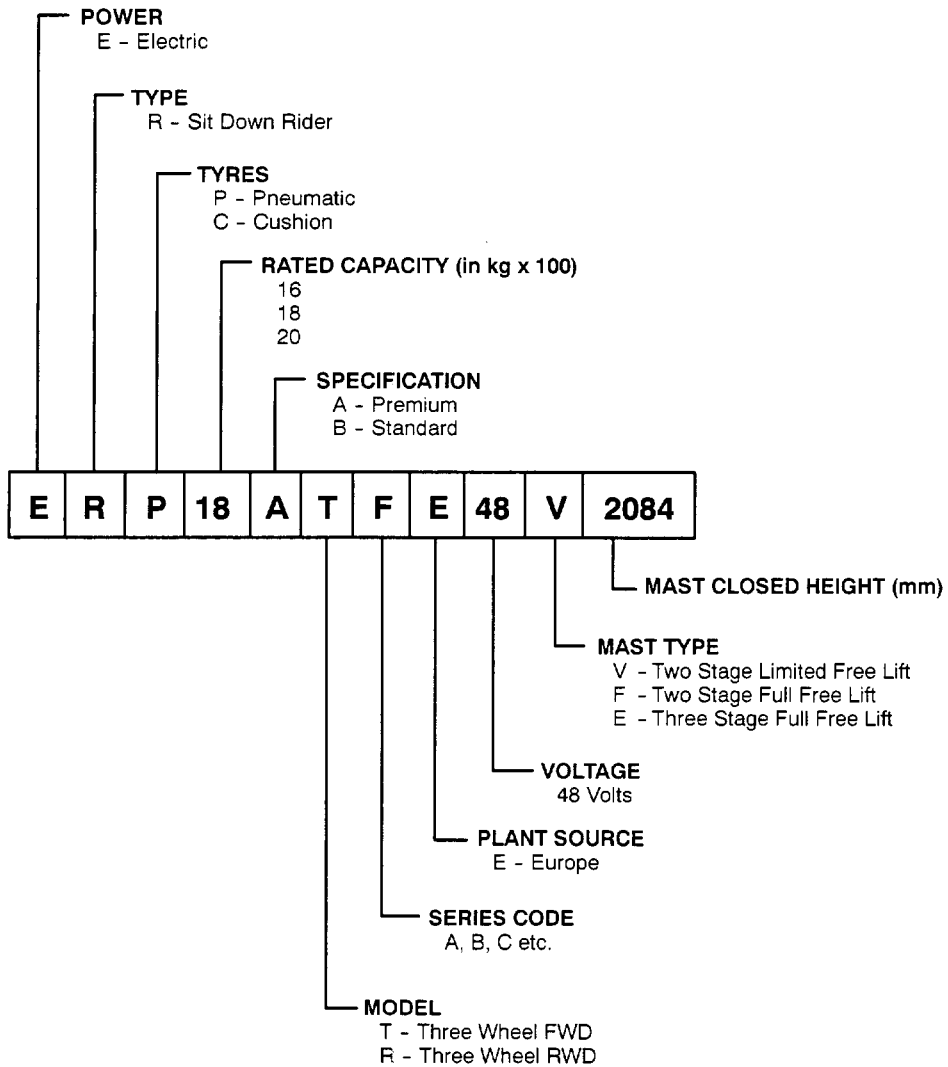 POWER
E – Electric
TYPE
R – Sit Down Rider
TYRES
P – Pneumatic
C – Cushion
RATED CAPACITY (in kg x 100)
16
18
20
SPECIFICATION
A – Premium
B – Standard
E R P 18 A T F E 48 V 2084
MAST CLOSED HEIGHT (mm)
MAST TYPE
V – Two Stage Limited Free Lift
F – Two Stage Full Free Lift
E – Three Stage Full Free Lift
VOLTAGE
48 Volts
PLANT SOURCE
E – Europe
SERIES CODE
A, B, C etc.
MODEL
T – Three Wheel FWD
R – Three Wheel RWD